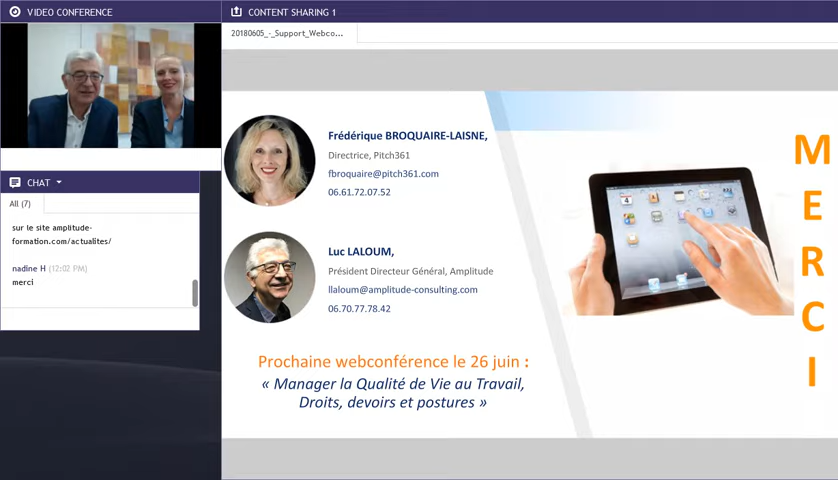 VIDEO CONFERENCE
CONTENT SHARING 1
20180605_-_Support_Webco...
CHAT
All (7)
sur le site amplitude-
formation.com/actualites/
nadine H (12:02 PM)
merci
Frédérique BROQUAIRE-LAISNE,
Directrice, Pitch361
fbroquaire@pitch361.com
06.61.72.07.52
Luc LALOUM,
Président Directeur Général, Amplitude
llaloum@amplitude-consulting.com
06.70.77.78.42
Prochaine webconférence le 26 juin :
« Manager la Qualité de Vie au Travail,
Droits, devoirs et postures »
M
E
R
C
I